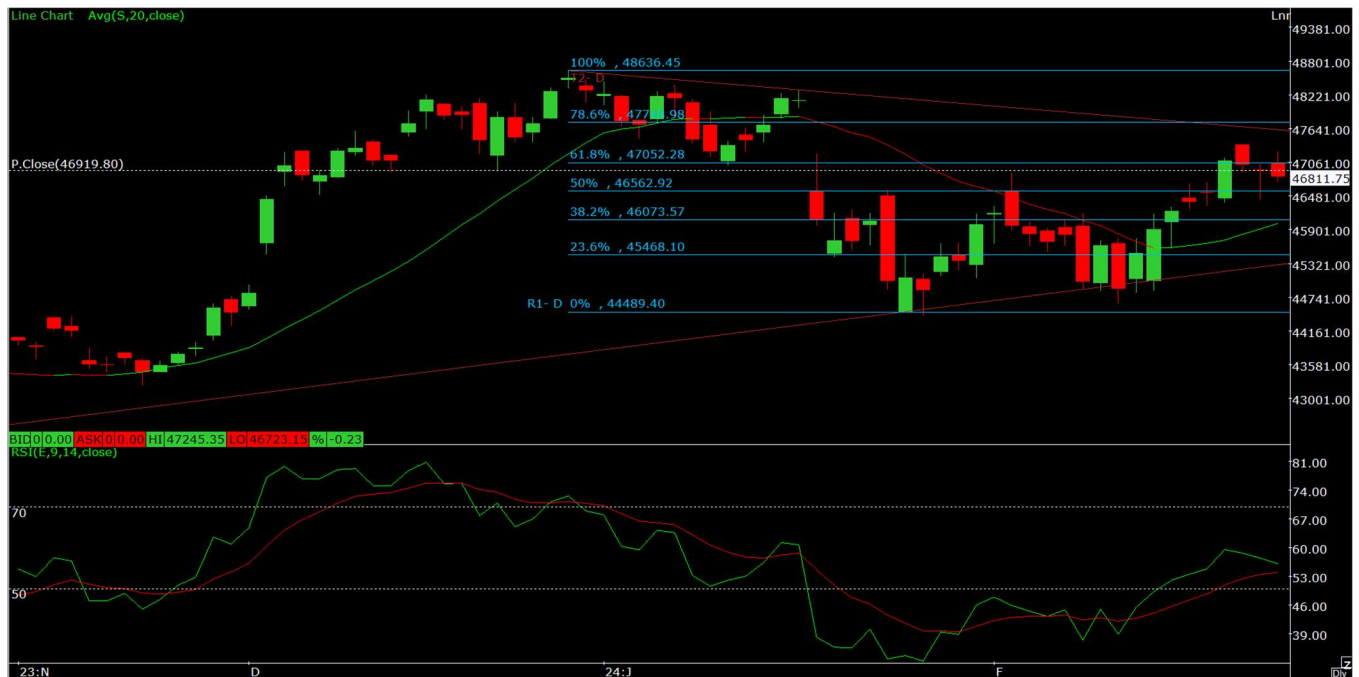 Line Chart Avg(S,20,close)
Lnr
49381.00
100% , 48636.45
48801.00
T2- D
48221.00
78.6% ,
47641.00
P.Close(46919.80)
61.8% , 47052.28
47061.00
46811.75
50% , 46562.92
46481.00
38.2% , 46073.57
45901.00
23.6% , 45468.10
45321.00
R1- D 0% , 44489.40
44741.00
44161.00
43581.00
43001.00
BID 0 0.00 ASK 0 0.00 HI 47245.35 LO 46723.15 % -0.23
RSI(E,9,14,close)
81.00
74.00
70
67.00
60.00
53.00
50
46.00
39.00
23:N D 24:J F
Z
Dly